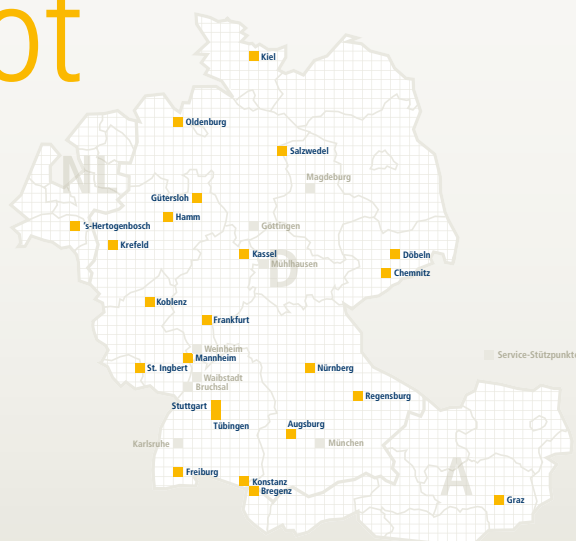 ot
Kiel
Oldenburg
Salzwedel
Magdeburg
NL
Gütersloh
Hamm
's-Hertogenbosch
Göttingen
Krefeld
Kassel
Döbeln
Mühlhausen
D
Chemnitz
Koblenz
Frankfurt
Weinheim
Mannheim
Service-Stützpunkte
St. Ingbert
Nürnberg
Waibstadt
Bruchsal
Regensburg
Stuttgart
Tübingen
Augsburg
Karlsruhe
München
Freiburg
Konstanz
Bregenz
A
Graz